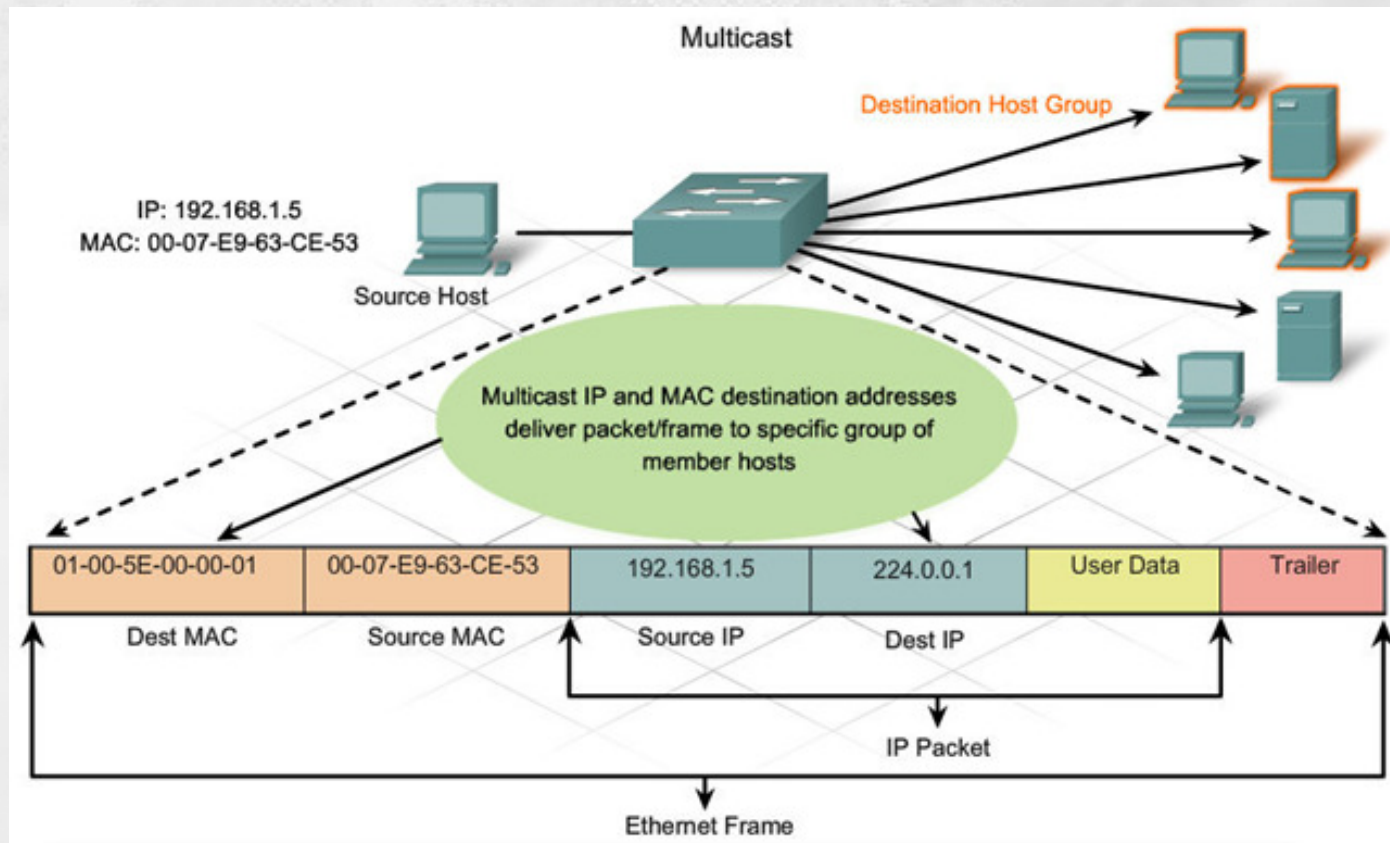 Multicast
Destination Host Group
IP: 192.168.1.5
MAC: 00-07-E9-63-CE-53
Source Host
Multicast IP and MAC destination addresses
deliver packet/frame to specific group of
member hosts
01-00-5E-00-00-01 00-07-E9-63-CE-53 192.168.1.5 224.0.0.1 User Data Trailer
Dest MAC Source MAC Source IP Dest IP
IP Packet
Ethernet Frame